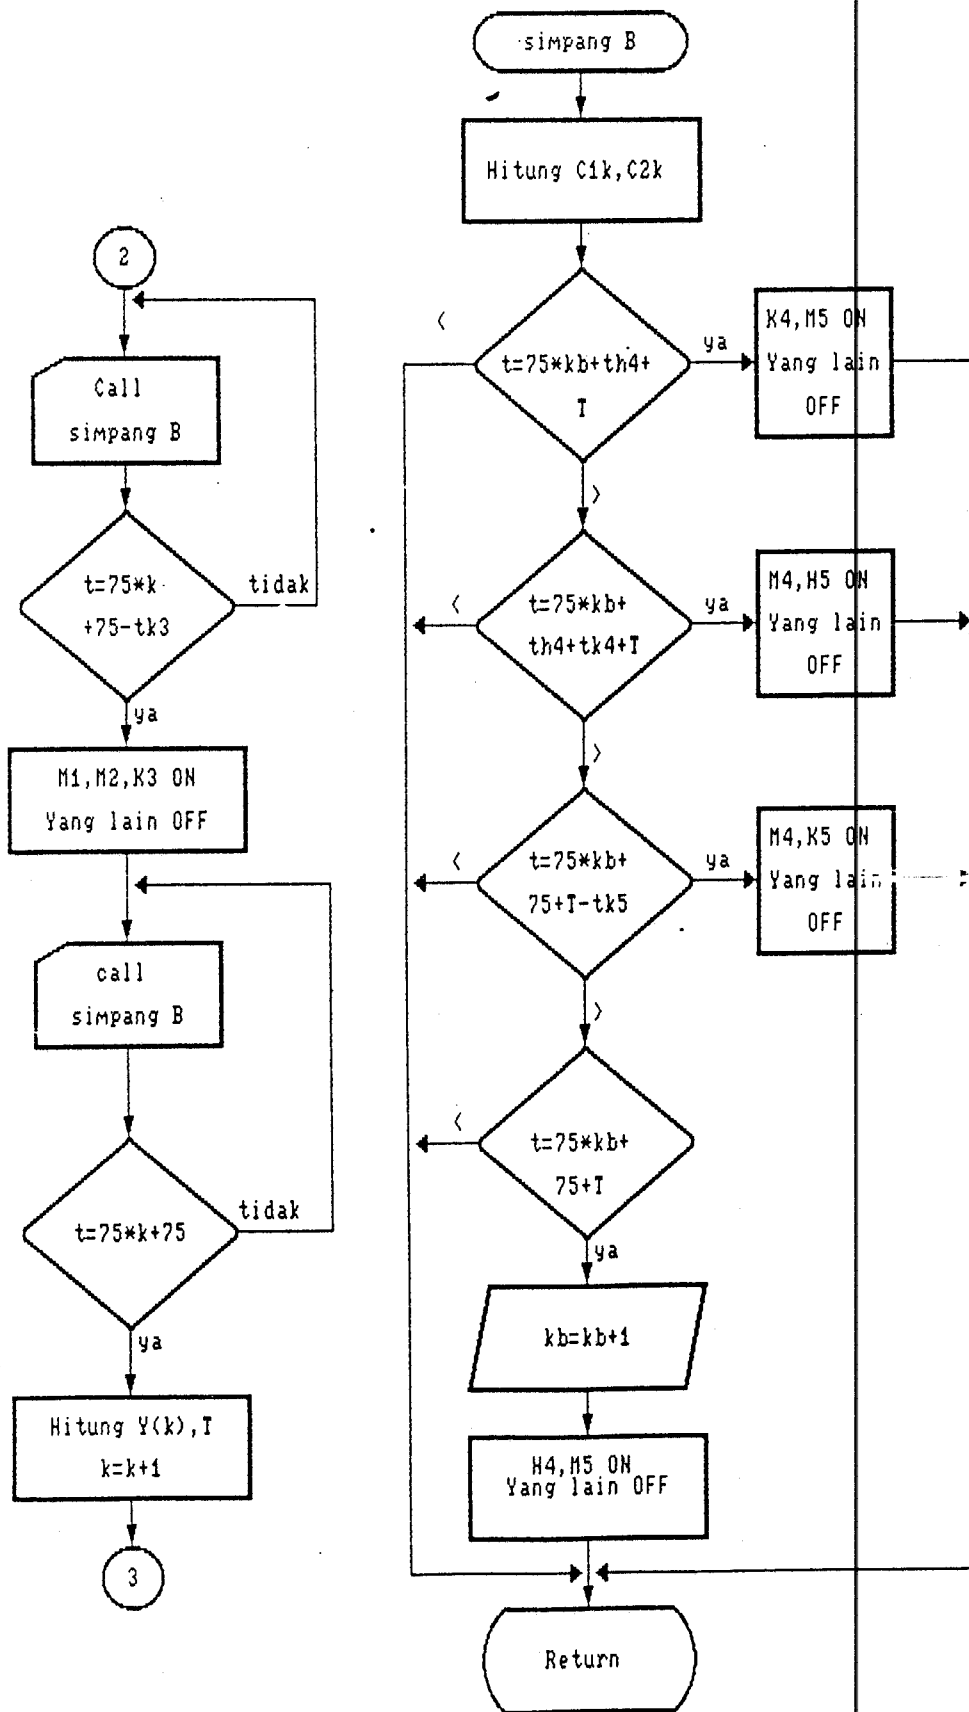 2
Call
simpang B
t=75*k
+75-tk3
tidak
ya
M1,M2,K3 ON
Yang lain OFF
call
simpang B
t=75*k+75
tidak
ya
Hitung Y(k),T
k=k+1
3
simpang B
Hitung C1k,C2k
<
t=75*kb+th4+
T
ya
K4,M5 ON
Yang lain
OFF
>
<
t=75*kb+
th4+tk4+T
ya
M4,H5 ON
Yang lain
OFF
>
<
t=75*kb+
75+T-tk5
ya
M4,K5 ON
Yang lain
OFF
>
<
t=75*kb+
75+T
ya
kb=kb+1
H4,M5 ON
Yang lain OFF
Return